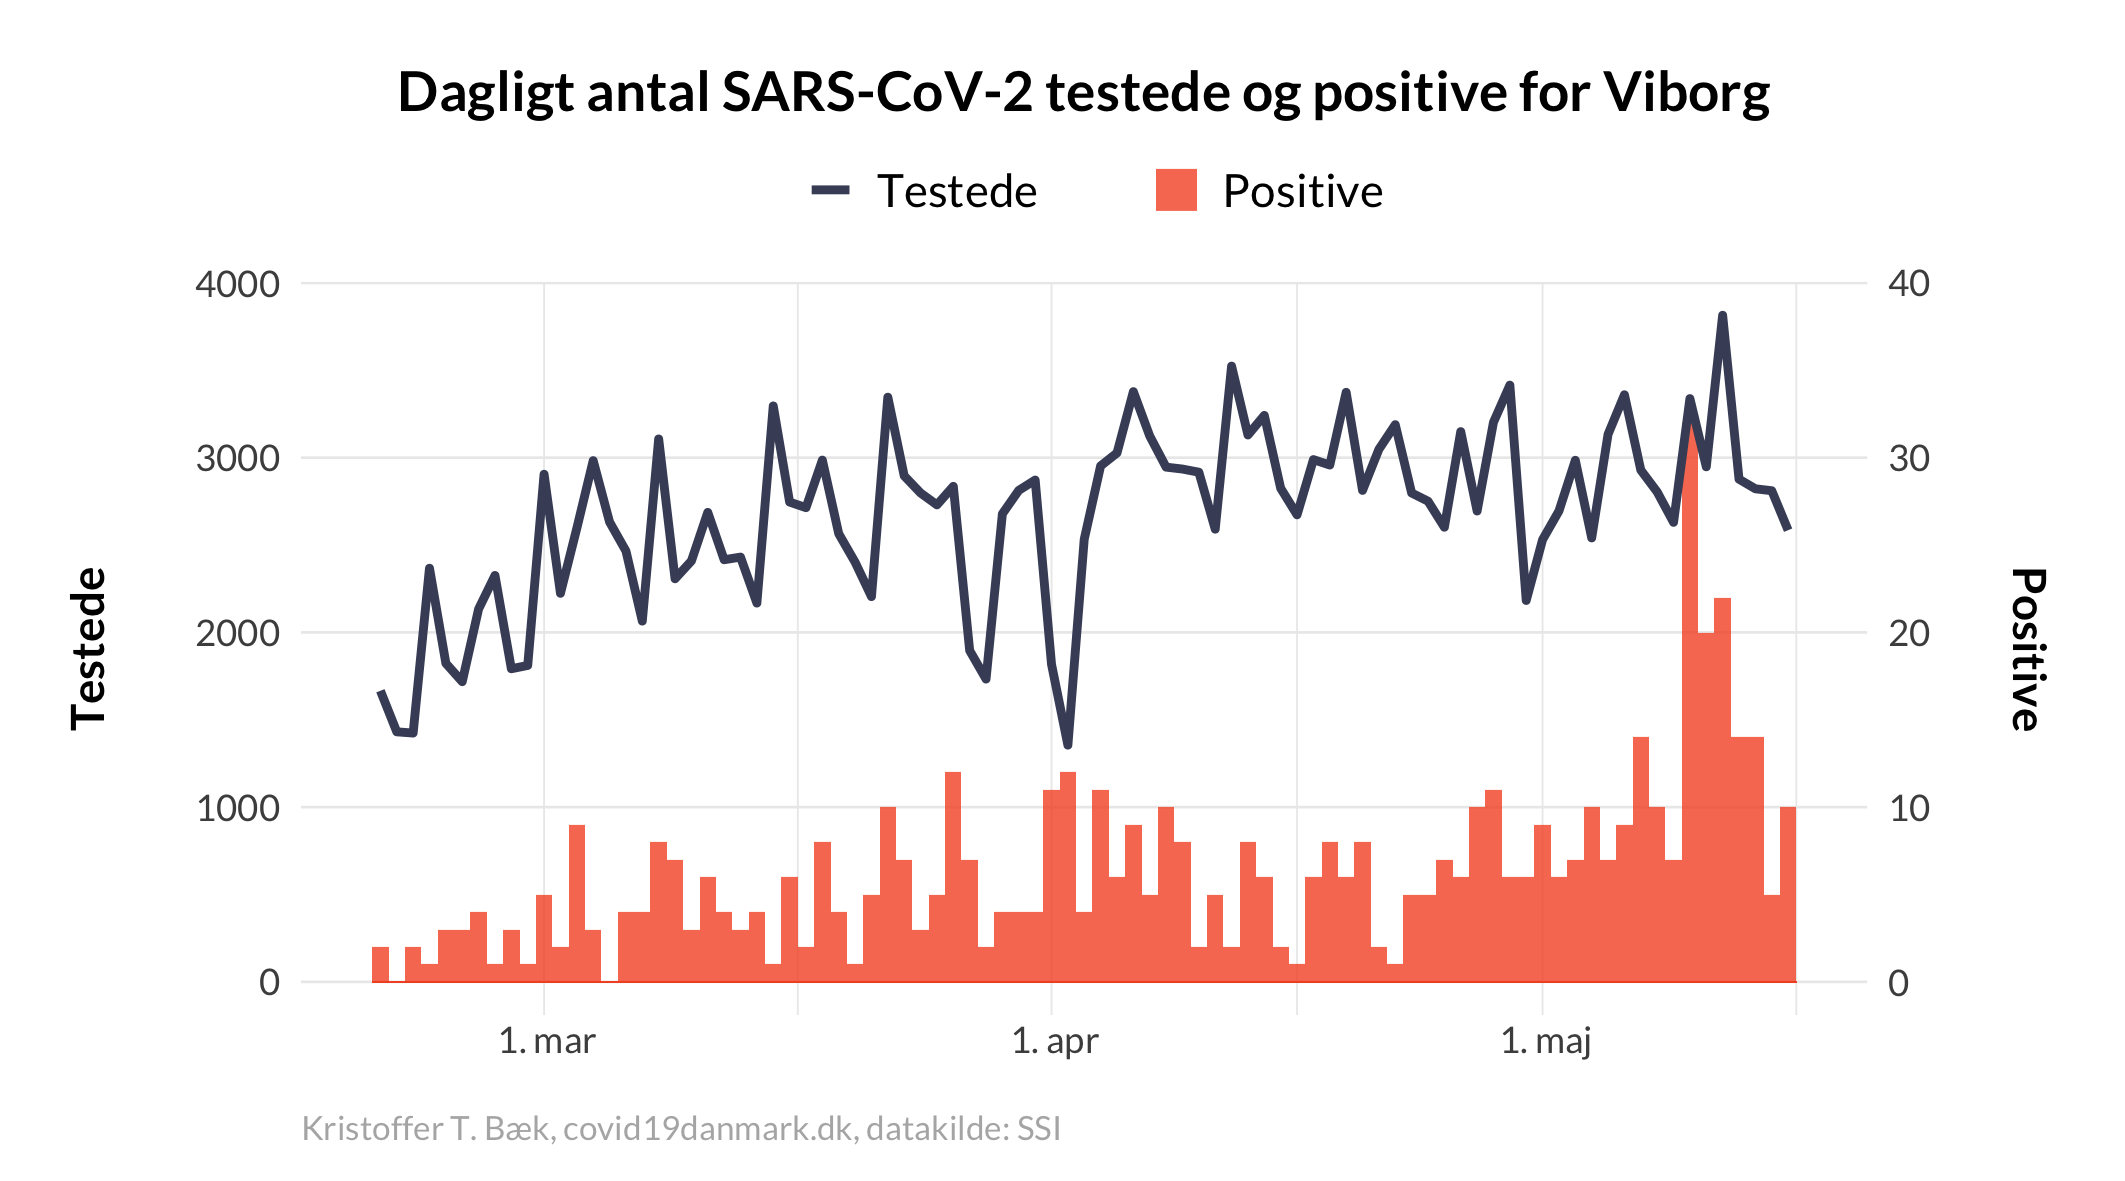 Dagligt antal SARS-CoV-2 testede og positive for Viborg
Testede Positive
4000 40
3000 30
2000 20
1000 10
0 0
Testede
Positive
1. mar 1. apr 1. maj
Kristoffer T. Bæk, covid19danmark.dk, datakilde: SSI